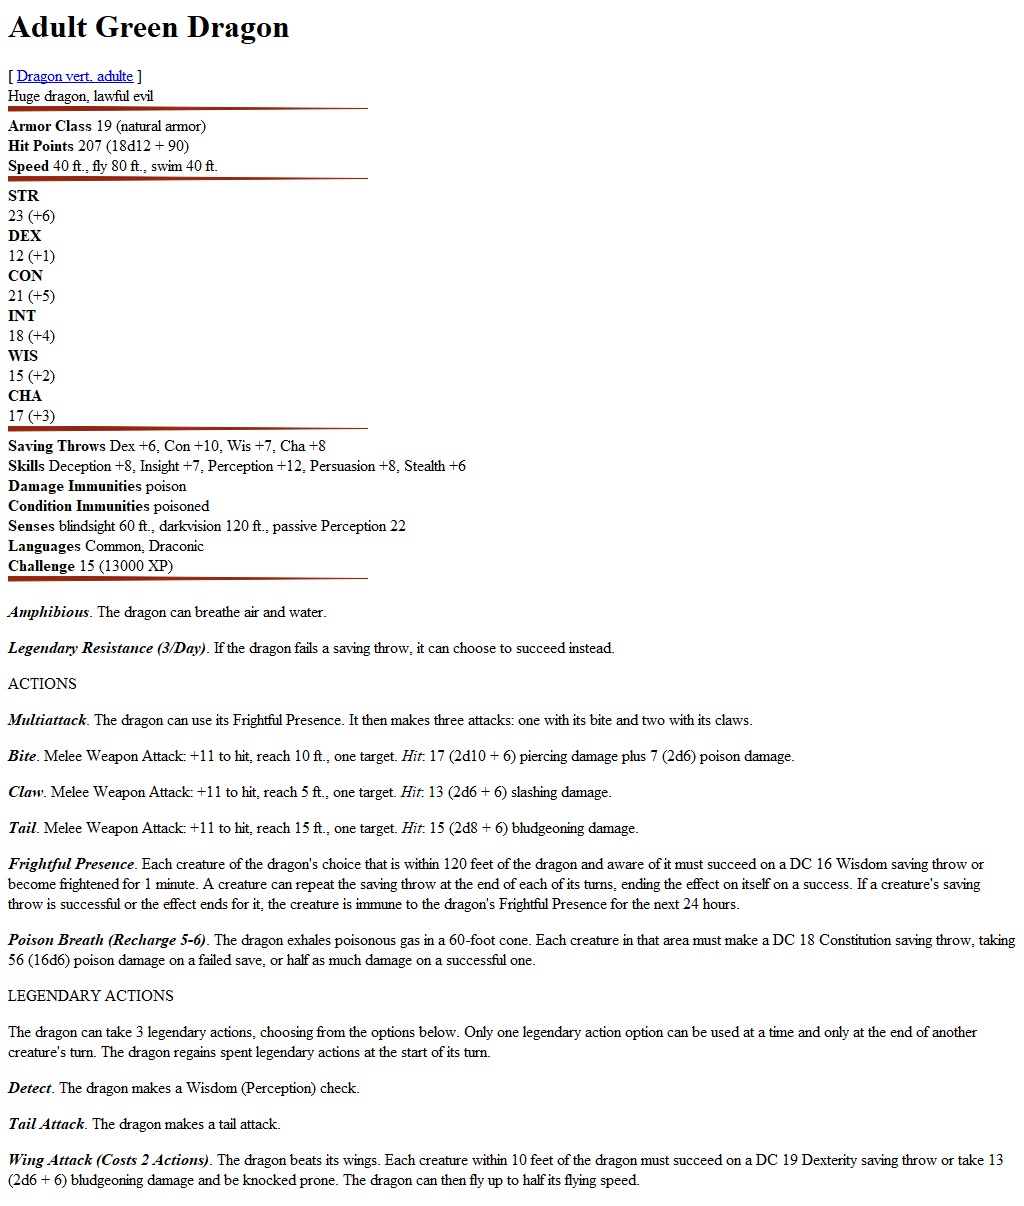 Adult Green Dragon
[ Dragon vert, adulte ]
Huge dragon, lawful evil
Armor Class 19 (natural armor)
Hit Points 207 (18d12 + 90)
Speed 40 ft., fly 80 ft., swim 40 ft.
STR
23 (+6)
DEX
12 (+1)
CON
21 (+5)
INT
18 (+4)
WIS
15 (+2)
CHA
17 (+3)
Saving Throws Dex +6, Con +10, Wis +7, Cha +8
Skills Deception +8, Insight +7, Perception +12, Persuasion +8, Stealth +6
Damage Immunities poison
Condition Immunities poisoned
Senses blindsight 60 ft., darkvision 120 ft., passive Perception 22
Languages Common, Draconic
Challenge 15 (13000 XP)
Amphibious. The dragon can breathe air and water.
Legendary Resistance (3/Day). If the dragon fails a saving throw, it can choose to succeed instead.
ACTIONS
Multiattack. The dragon can use its Frightful Presence. It then makes three attacks: one with its bite and two with its claws.
Bite. Melee Weapon Attack: +11 to hit, reach 10 ft., one target. Hit: 17 (2d10 + 6) piercing damage plus 7 (2d6) poison damage.
Claw. Melee Weapon Attack: +11 to hit, reach 5 ft., one target. Hit: 13 (2d6 + 6) slashing damage.
Tail. Melee Weapon Attack: +11 to hit, reach 15 ft., one target. Hit: 15 (2d8 + 6) bludgeoning damage.
Frightful Presence. Each creature of the dragon's choice that is within 120 feet of the dragon and aware of it must succeed on a DC 16 Wisdom saving throw or
become frightened for 1 minute. A creature can repeat the saving throw at the end of each of its turns, ending the effect on itself on a success. If a creature's saving
throw is successful or the effect ends for it, the creature is immune to the dragon's Frightful Presence for the next 24 hours.
Poison Breath (Recharge 5-6). The dragon exhales poisonous gas in a 60-foot cone. Each creature in that area must make a DC 18 Constitution saving throw, taking
56 (16d6) poison damage on a failed save, or half as much damage on a successful one.
LEGENDARY ACTIONS
The dragon can take 3 legendary actions, choosing from the options below. Only one legendary action option can be used at a time and only at the end of another
creature's turn. The dragon regains spent legendary actions at the start of its turn.
Detect. The dragon makes a Wisdom (Perception) check.
Tail Attack. The dragon makes a tail attack.
Wing Attack (Costs 2 Actions). The dragon beats its wings. Each creature within 10 feet of the dragon must succeed on a DC 19 Dexterity saving throw or take 13
(2d6 + 6) bludgeoning damage and be knocked prone. The dragon can then fly up to half its flying speed.